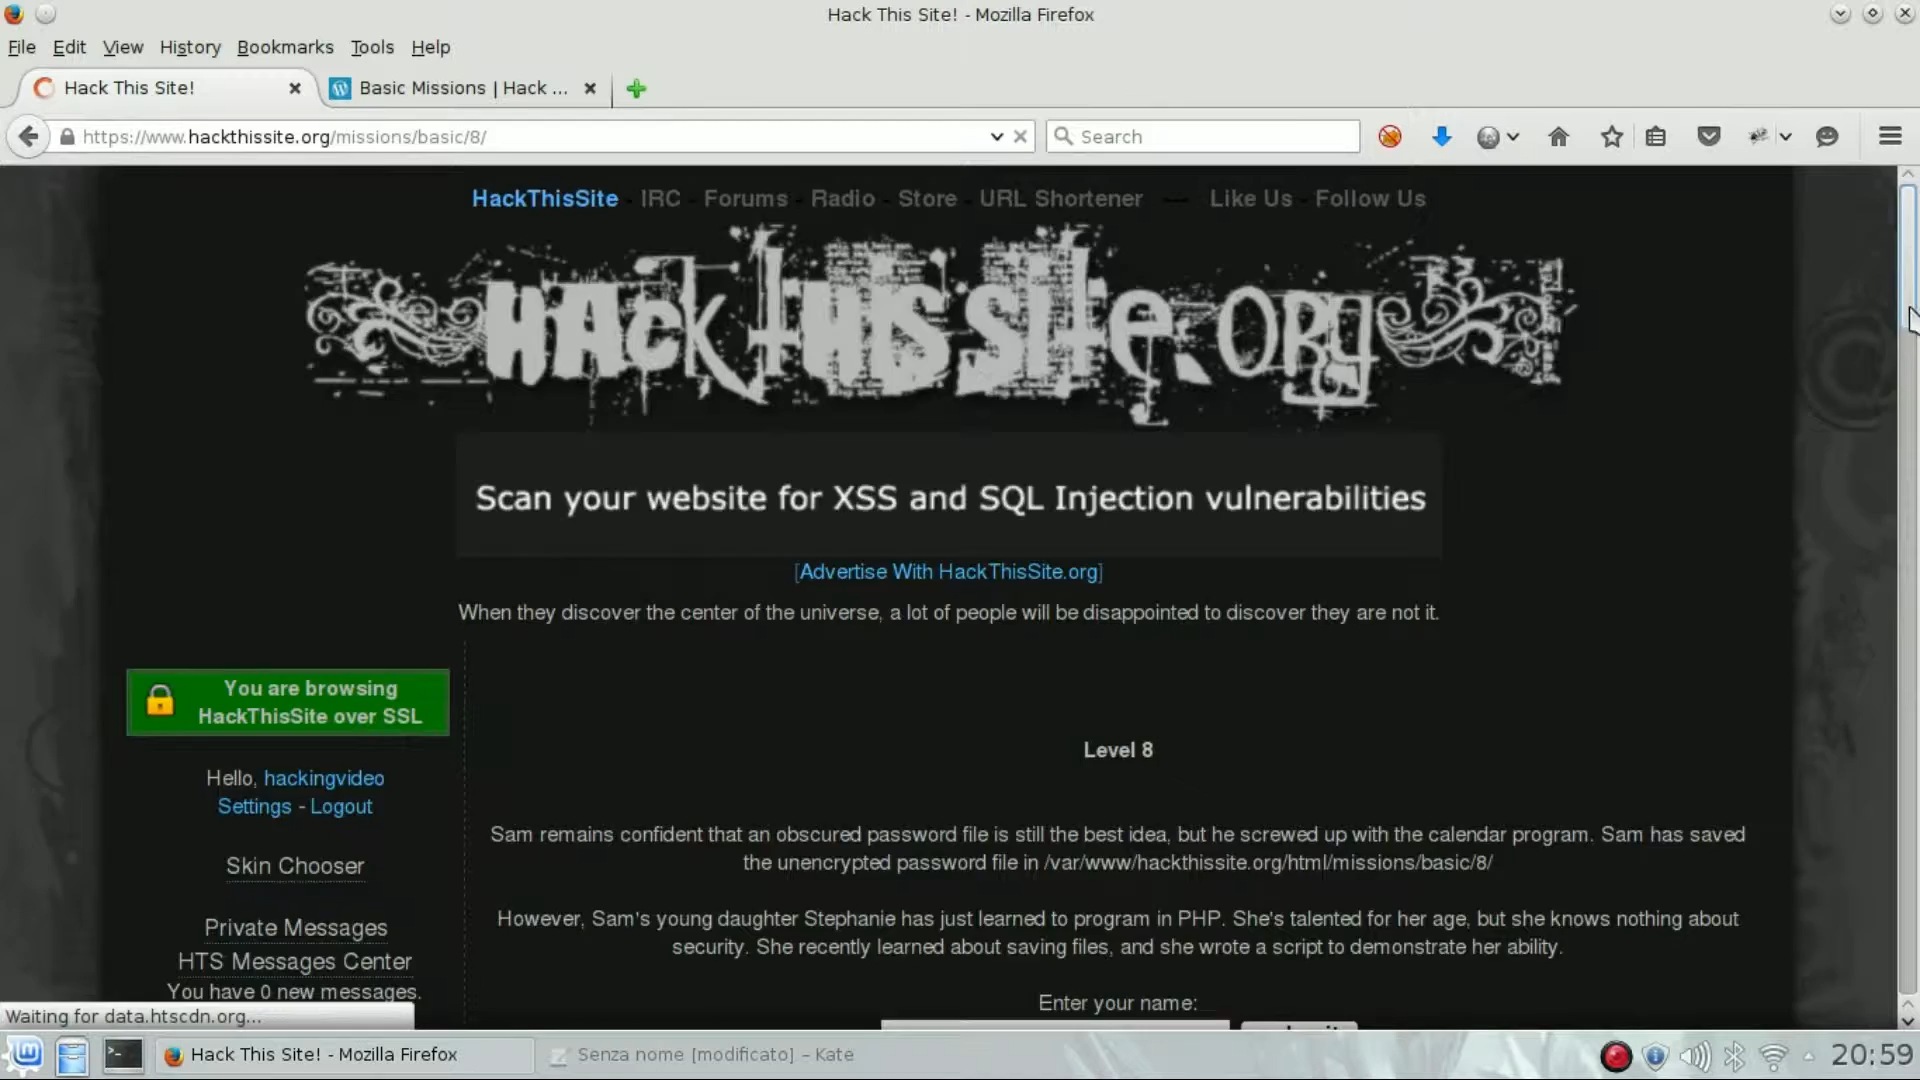 Hack This Site! - Mozilla Firefox
File Edit View History Bookmarks Tools Help
Hack This Site!
Basic Missions | Hack ...
https://www.hackthissite.org/missions/basic/8/
Search
HackThisSite - IRC - Forums - Radio - Store - URL Shortener — Like Us - Follow Us
HackThisSite.org
Scan your website for XSS and SQL Injection vulnerabilities
[Advertise With HackThisSite.org]
When they discover the center of the universe, a lot of people will be disappointed to discover they are not it.
You are browsing
HackThisSite over SSL
Hello, hackingvideo
Settings - Logout
Skin Chooser
Private Messages
HTS Messages Center
You have 0 new messages.
Level 8
Sam remains confident that an obscured password file is still the best idea, but he screwed up with the calendar program. Sam has saved
the unencrypted password file in /var/www/hackthissite.org/html/missions/basic/8/
However, Sam's young daughter Stephanie has just learned to program in PHP. She's talented for her age, but she knows nothing about
security. She recently learned about saving files, and she wrote a script to demonstrate her ability.
Enter your name:
Waiting for data.htscdn.org...
Hack This Site! - Mozilla Firefox
Senza nome [modificato] – Kate
20:59